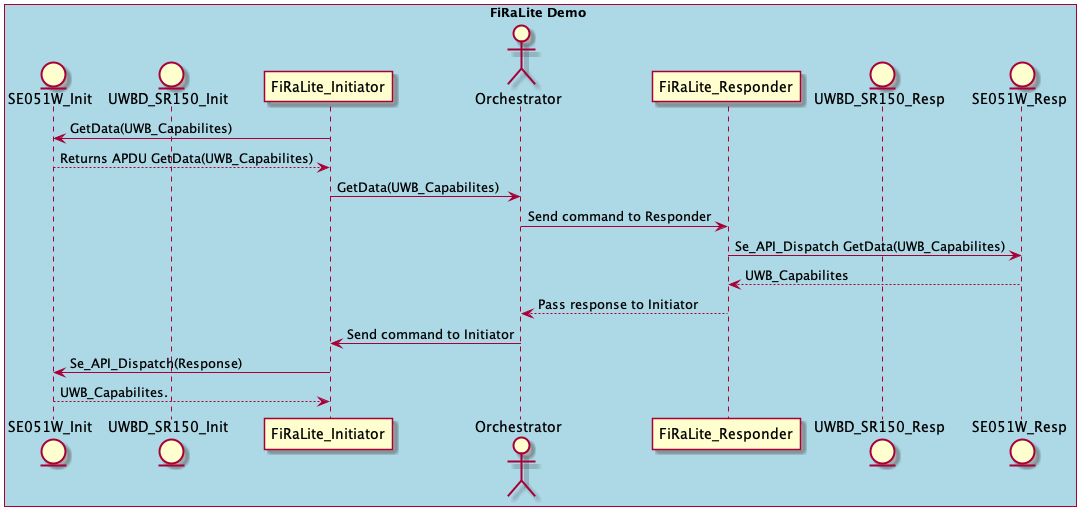 FiRaLite Demo
SE051W_Init
UWBD_SR150_Init
FiRaLite_Initiator
Orchestrator
FiRaLite_Responder
UWBD_SR150_Resp
SE051W_Resp
GetData(UWB_Capabilites)
Returns APDU GetData(UWB_Capabilites)
GetData(UWB_Capabilites)
Send command to Responder
Se_API_Dispatch GetData(UWB_Capabilites)
UWB_Capabilites
Pass response to Initiator
Send command to Initiator
Se_API_Dispatch(Response)
UWB_Capabilites.
SE051W_Init
UWBD_SR150_Init
FiRaLite_Initiator
Orchestrator
FiRaLite_Responder
UWBD_SR150_Resp
SE051W_Resp